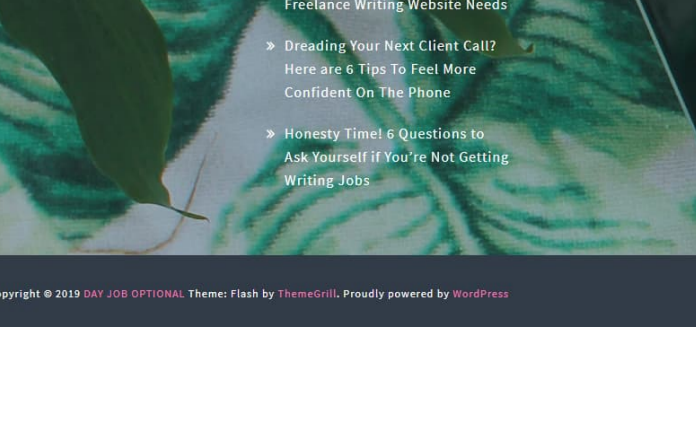 Freelance Writing Website Needs
» Dreading Your Next Client Call?
Here are 6 Tips To Feel More
Confident On The Phone
» Honesty Time! 6 Questions to
Ask Yourself if You’re Not Getting
Writing Jobs
opyright © 2019 DAY JOB OPTIONAL Theme: Flash by ThemeGrill. Proudly powered by WordPress